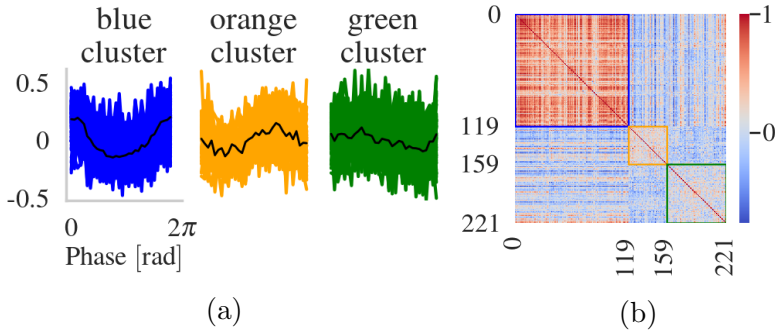 blue
cluster
orange
cluster
green
cluster
0.5
0
-0.5
0
2π
Phase [rad]
(a)
0
119
159
221
0
119
159
221
1
0
(b)